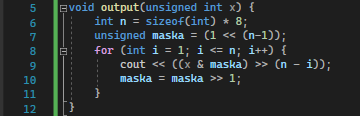 5 void output(unsigned int x) {
6 int n = sizeof(int) * 8;
7 unsigned maska = (1 << (n-1));
8 for (int i = 1; i <= n; i++) {
9 cout << ((x & maska) >> (n - i));
10 maska = maska >> 1;
11 }
12 }